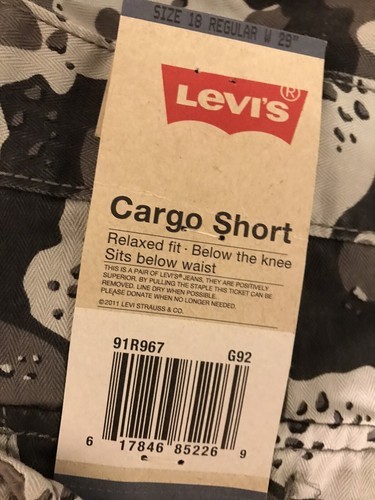 SIZE 18 REGULAR W 29"
LEVI'S®
Cargo Short
Relaxed fit · Below the knee
Sits below waist
THIS IS A PAIR OF LEVI'S® JEANS, THEY ARE POSITIVELY
SUPERIOR. BY PULLING THE STAPLE THIS TICKET CAN BE
REMOVED. LINE DRY WHEN POSSIBLE.
PLEASE DONATE WHEN NO LONGER NEEDED.
©2011 LEVI STRAUSS & CO.
91R967 G92
6 17846 85226 9